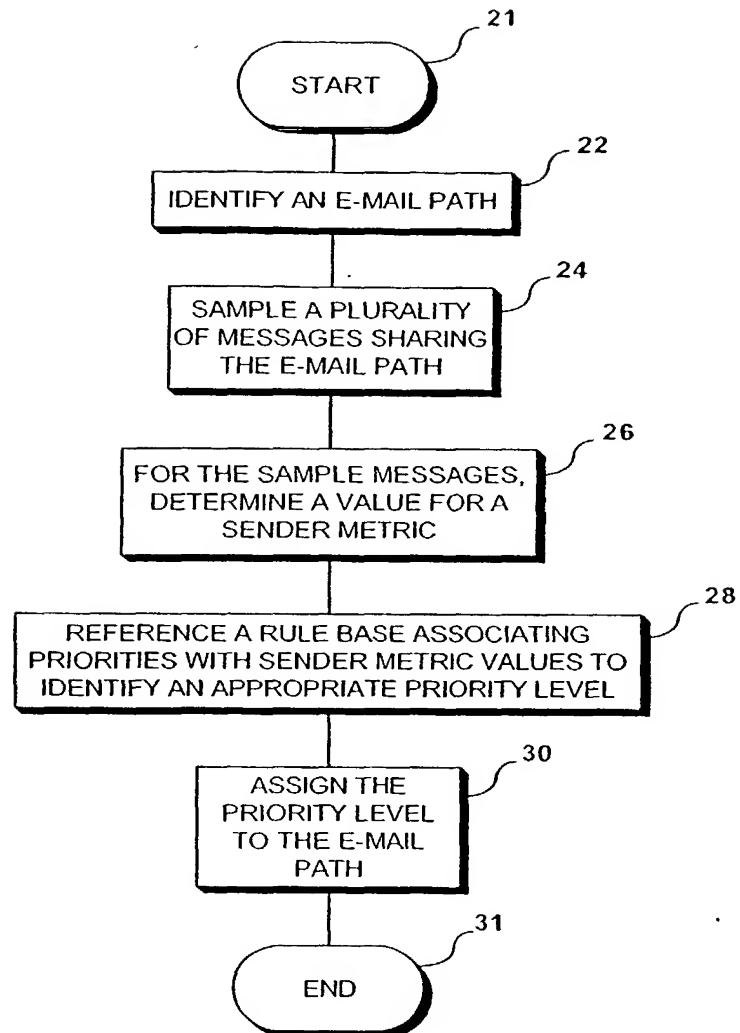 21
START
22
IDENTIFY AN E-MAIL PATH
24
SAMPLE A PLURALITY
OF MESSAGES SHARING
THE E-MAIL PATH
26
FOR THE SAMPLE MESSAGES,
DETERMINE A VALUE FOR A
SENDER METRIC
28
REFERENCE A RULE BASE ASSOCIATING
PRIORITIES WITH SENDER METRIC VALUES TO
IDENTIFY AN APPROPRIATE PRIORITY LEVEL
30
ASSIGN THE
PRIORITY LEVEL
TO THE E-MAIL
PATH
31
END